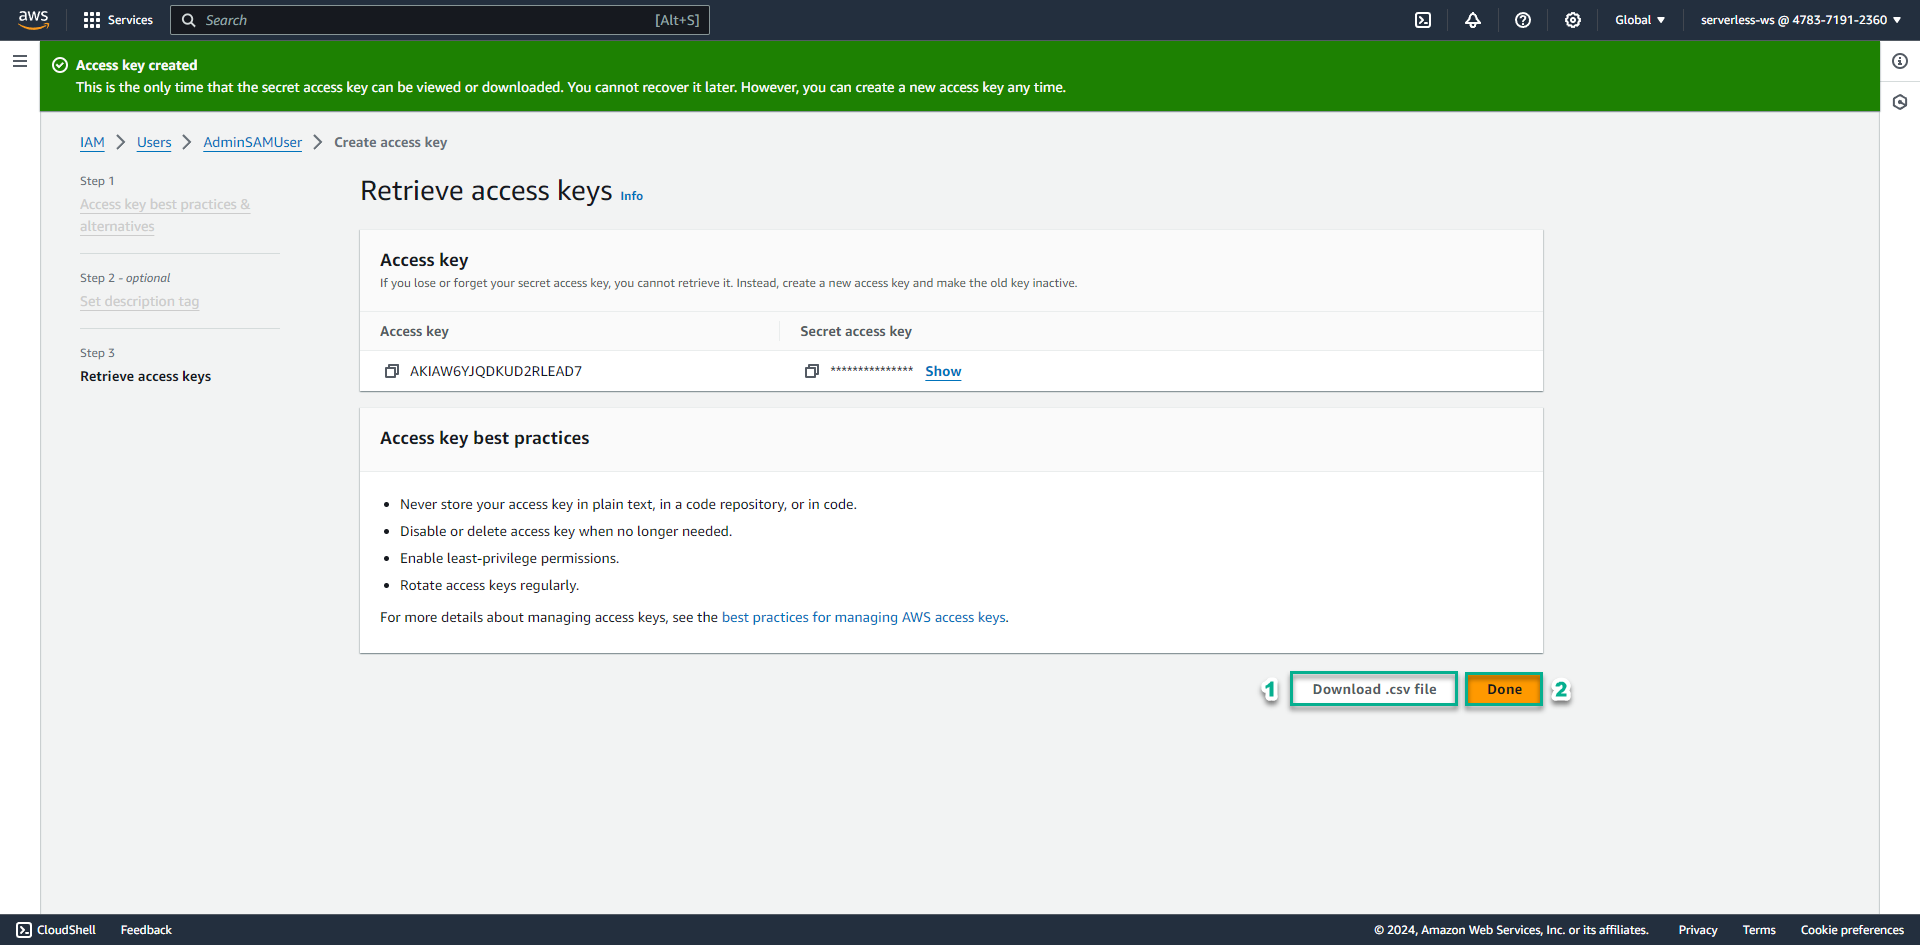 aws
Services
Search
[Alt+S]
Global
serverless-ws @ 4783-7191-2360
Access key created
This is the only time that the secret access key can be viewed or downloaded. You cannot recover it later. However, you can create a new access key any time.
IAM
Users
AdminSAMUser
Create access key
Step 1
Access key best practices &
alternatives
Step 2 - optional
Set description tag
Step 3
Retrieve access keys
Retrieve access keys Info
Access key
If you lose or forget your secret access key, you cannot retrieve it. Instead, create a new access key and make the old key inactive.
Access key
Secret access key
AKIAW6YJQDKUD2RLEAD7
*************** Show
Access key best practices
• Never store your access key in plain text, in a code repository, or in code.
• Disable or delete access key when no longer needed.
• Enable least-privilege permissions.
• Rotate access keys regularly.
For more details about managing access keys, see the best practices for managing AWS access keys.
1
Download .csv file
Done
2
CloudShell
Feedback
© 2024, Amazon Web Services, Inc. or its affiliates.
Privacy
Terms
Cookie preferences